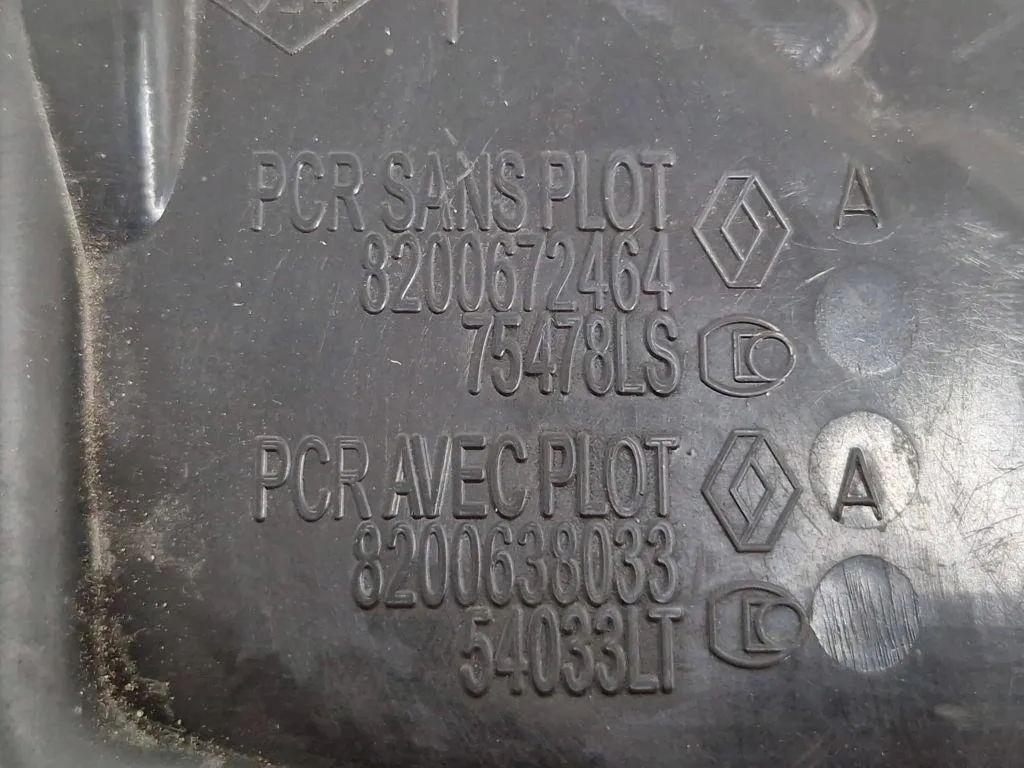 PCR SANS PLOT A
8200672464
75478LS
PCR AVEC PLOT A
8200638033
54033LT